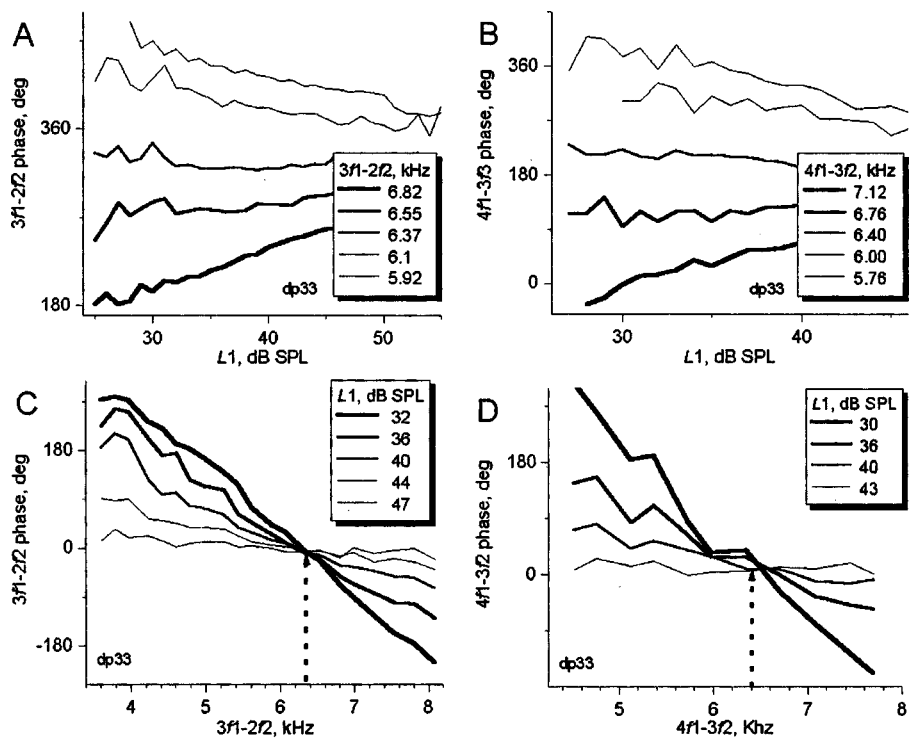 A
3f1-2f2 phase, deg
360
180
30
40
50
L1, dB SPL
3f1-2f2, kHz
6.82
6.55
6.37
6.1
5.92
dp33
B
4f1-3f3 phase, deg
360
180
0
30
40
L1, dB SPL
4f1-3f2, kHz
7.12
6.76
6.40
6.00
5.76
dp33
C
3f1-2f2 phase, deg
180
0
-180
4
5
6
7
8
3f1-2f2, kHz
L1, dB SPL
32
36
40
44
47
dp33
D
4f1-3f2 phase, deg
180
0
5
6
7
8
4f1-3f2, Khz
L1, dB SPL
30
36
40
43
dp33